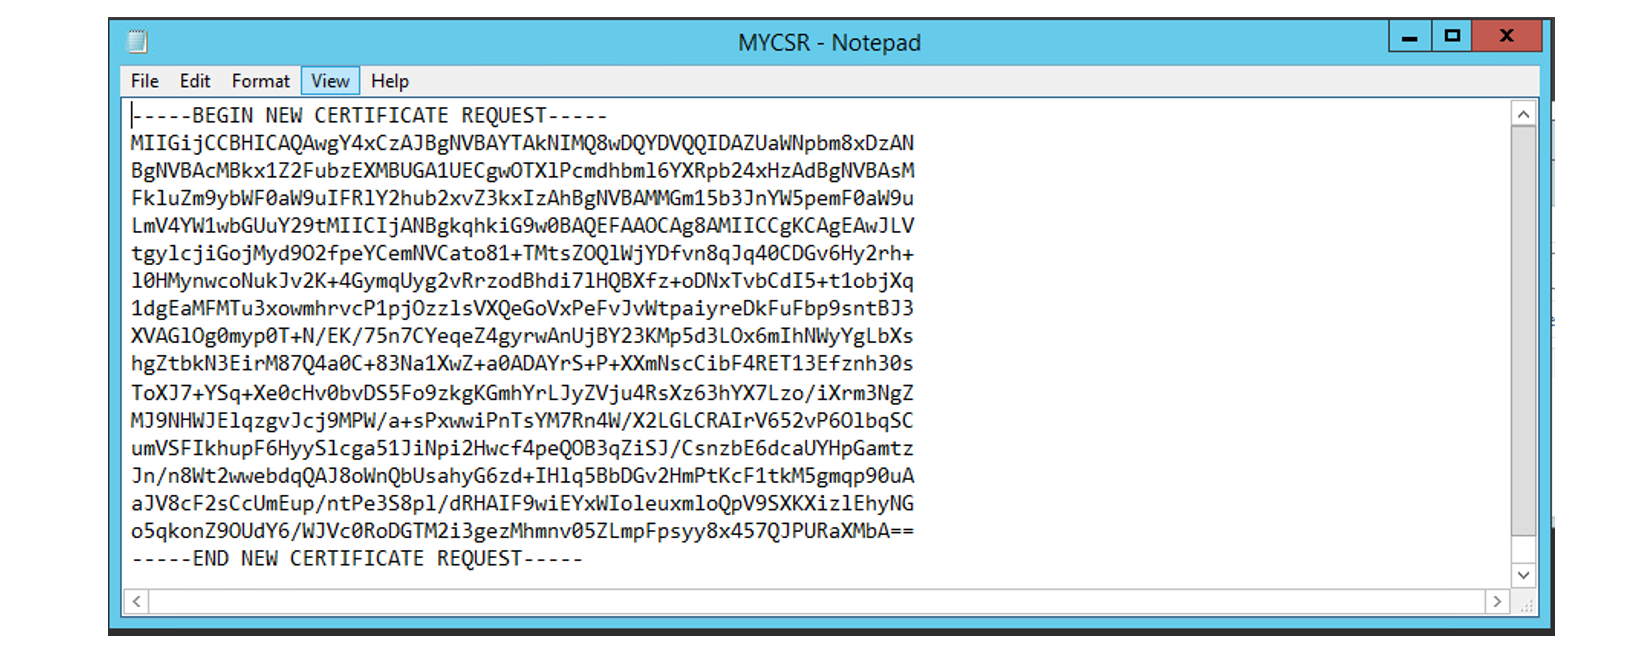 MYCSR - Notepad
File Edit Format View Help
-----BEGIN NEW CERTIFICATE REQUEST-----
MIIGijCCBHICAQAwgY4xCzAJBgNVBAYTAkNIMQ8wDQYDVQQIDAZUaWNpbm8xDzAN
BgNVBAcMBkx1Z2FubzEXMBUGA1UECgwOTXlPcmdhbml6YXRpb24xHzAdBgNVBAsM
FkluZm9ybWF0aW9uIFRlY2hub2xvZ3kxIzAhBgNVBAMMGm15b3JnYW5pemF0aW9u
LmV4YW1wbGUuY29tMIICIjANBgkqhkiG9w0BAQEFAAOCAg8AMIICCgKCAgEAwJLV
tgylcjiGojMyd9O2fpeYCemNVCato81+TMtsZOQlWjYDfvn8qJq40CDGv6Hy2rh+
l0HMynwcoNukJv2K+4GymqUyg2vRrzodBhdi7lHQBXfz+oDNxTvbCdI5+t1objXq
1dgEaMFMTu3xowmhrvcP1pjOzzlsVXQeGoVxPeFvJvWtpaiyreDkFuFbp9sntBJ3
XVAGlOg0myp0T+N/EK/75n7CYeqeZ4gyrwAnUjBY23KMp5d3LOx6mIhNWyYgLbXs
hgZtbkN3EirM87Q4a0C+83Na1XwZ+a0ADAYrS+P+XXmNscCibF4RET13Efznh30s
ToXJ7+YSq+Xe0cHv0bvDS5Fo9zkgKGmhYrLJyZVju4RsXz63hYX7Lzo/iXrm3NgZ
MJ9NHWJElqzgvJcj9MPW/a+sPxwwiPnTsYM7Rn4W/X2LGLCRAIrV652vP6OlbqSC
umVSFIkhupF6HyySlcga51JiNpi2Hwcf4peQOB3qZiSJ/CsnzbE6dcaUYHpGamtz
Jn/n8Wt2wwebdqQAJ8oWnQbUsahyG6zd+IHlq5BbDGv2HmPtKcF1tkM5gmqp90uA
aJV8cF2sCcUmEup/ntPe3S8pl/dRHAIF9wiEYxWIoleuxmloQpV9SXKXizlEhyNG
o5qkonZ9OUdY6/WJVc0RoDGTM2i3gezMhmnv05ZLmpFpsyy8x457QJPURaXMbA==
-----END NEW CERTIFICATE REQUEST-----